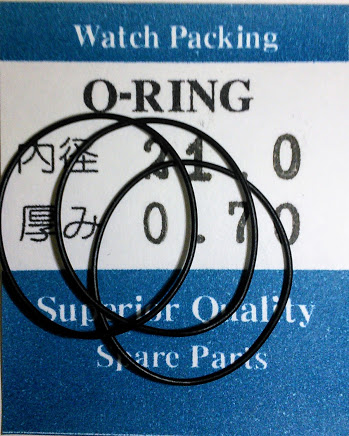 Watch Packing
O-RING
内径 21.0
厚み 0.70
Superior Quality
Spare Parts